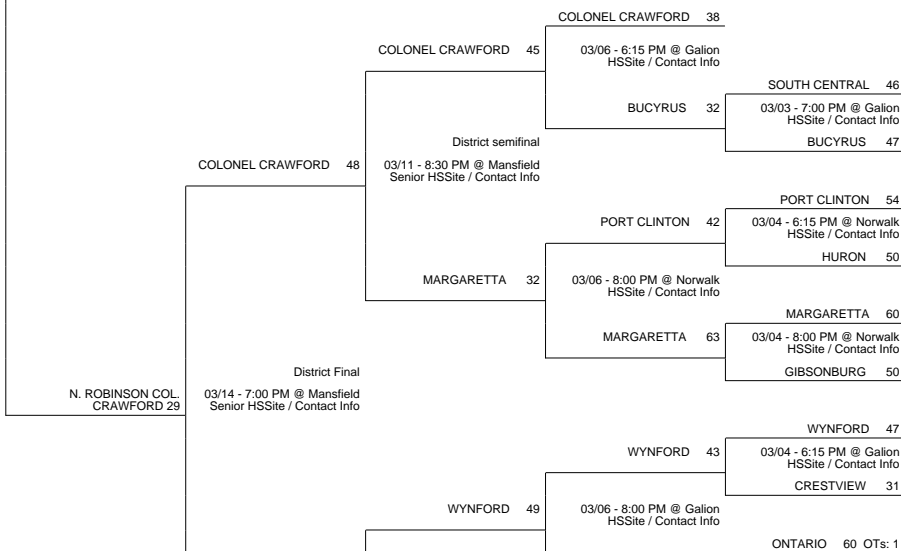 COLONEL CRAWFORD 38
COLONEL CRAWFORD 45
03/06 - 6:15 PM @ Galion
HSSite / Contact Info
SOUTH CENTRAL 46
BUCYRUS 32
03/03 - 7:00 PM @ Galion
HSSite / Contact Info
District semifinal
BUCYRUS 47
COLONEL CRAWFORD 48
03/11 - 8:30 PM @ Mansfield
Senior HSSite / Contact Info
PORT CLINTON 54
PORT CLINTON 42
03/04 - 6:15 PM @ Norwalk
HSSite / Contact Info
HURON 50
MARGARETTA 32
03/06 - 8:00 PM @ Norwalk
HSSite / Contact Info
MARGARETTA 60
MARGARETTA 63
03/04 - 8:00 PM @ Norwalk
HSSite / Contact Info
District Final
GIBSONBURG 50
N. ROBINSON COL.
CRAWFORD 29
03/14 - 7:00 PM @ Mansfield
Senior HSSite / Contact Info
WYNFORD 47
WYNFORD 43
03/04 - 6:15 PM @ Galion
HSSite / Contact Info
CRESTVIEW 31
WYNFORD 49
03/06 - 8:00 PM @ Galion
HSSite / Contact Info
ONTARIO 60 OTs: 1